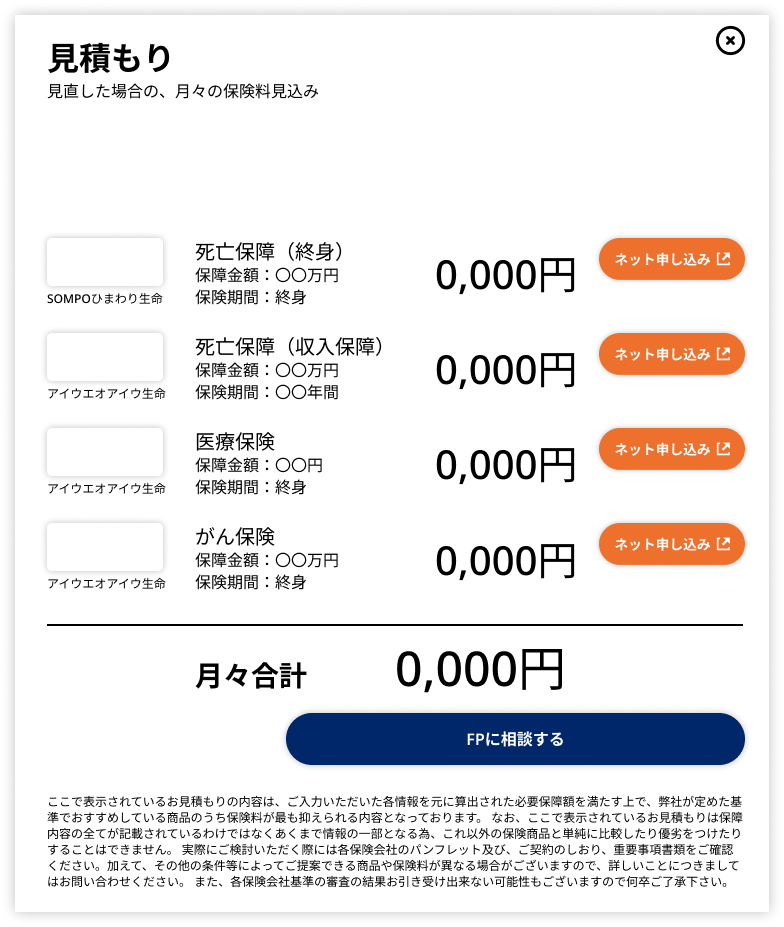 見積もり
見直した場合の、月々の保険料見込み
死亡保障（終身）
保障金額：〇〇万円
保険期間：終身
0,000円
ネット申し込み
SOMPOひまわり生命
死亡保障（収入保障）
保障金額：〇〇万円
保険期間：〇〇年間
0,000円
ネット申し込み
アイウエオアイウ生命
医療保険
保障金額：〇〇円
保険期間：終身
0,000円
ネット申し込み
アイウエオアイウ生命
がん保険
保障金額：〇〇万円
保険期間：終身
0,000円
ネット申し込み
アイウエオアイウ生命
月々合計 0,000円
FPに相談する
ここで表示されているお見積もりの内容は、ご入力いただいた各情報を元に算出された必要保障額を満たす上で、弊社が定めた基
準でおすすめしている商品のうち保険料が最も抑えられる内容となっております。 なお、ここで表示されているお見積もりは保障
内容の全てが記載されているわけではなくあくまで情報の一部となる為、これ以外の保険商品と単純に比較したり優劣をつけたり
することはできません。 実際にご検討いただく際には各保険会社のパンフレット及び、ご契約のしおり、重要事項書類をご確認
ください。加えて、その他の条件等によってご提案できる商品や保険料が異なる場合がございますので、詳しいことにつきまして
はお問い合わせください。 また、各保険会社基準の審査の結果お引き受け出来ない可能性もございますので何卒ご了承下さい。